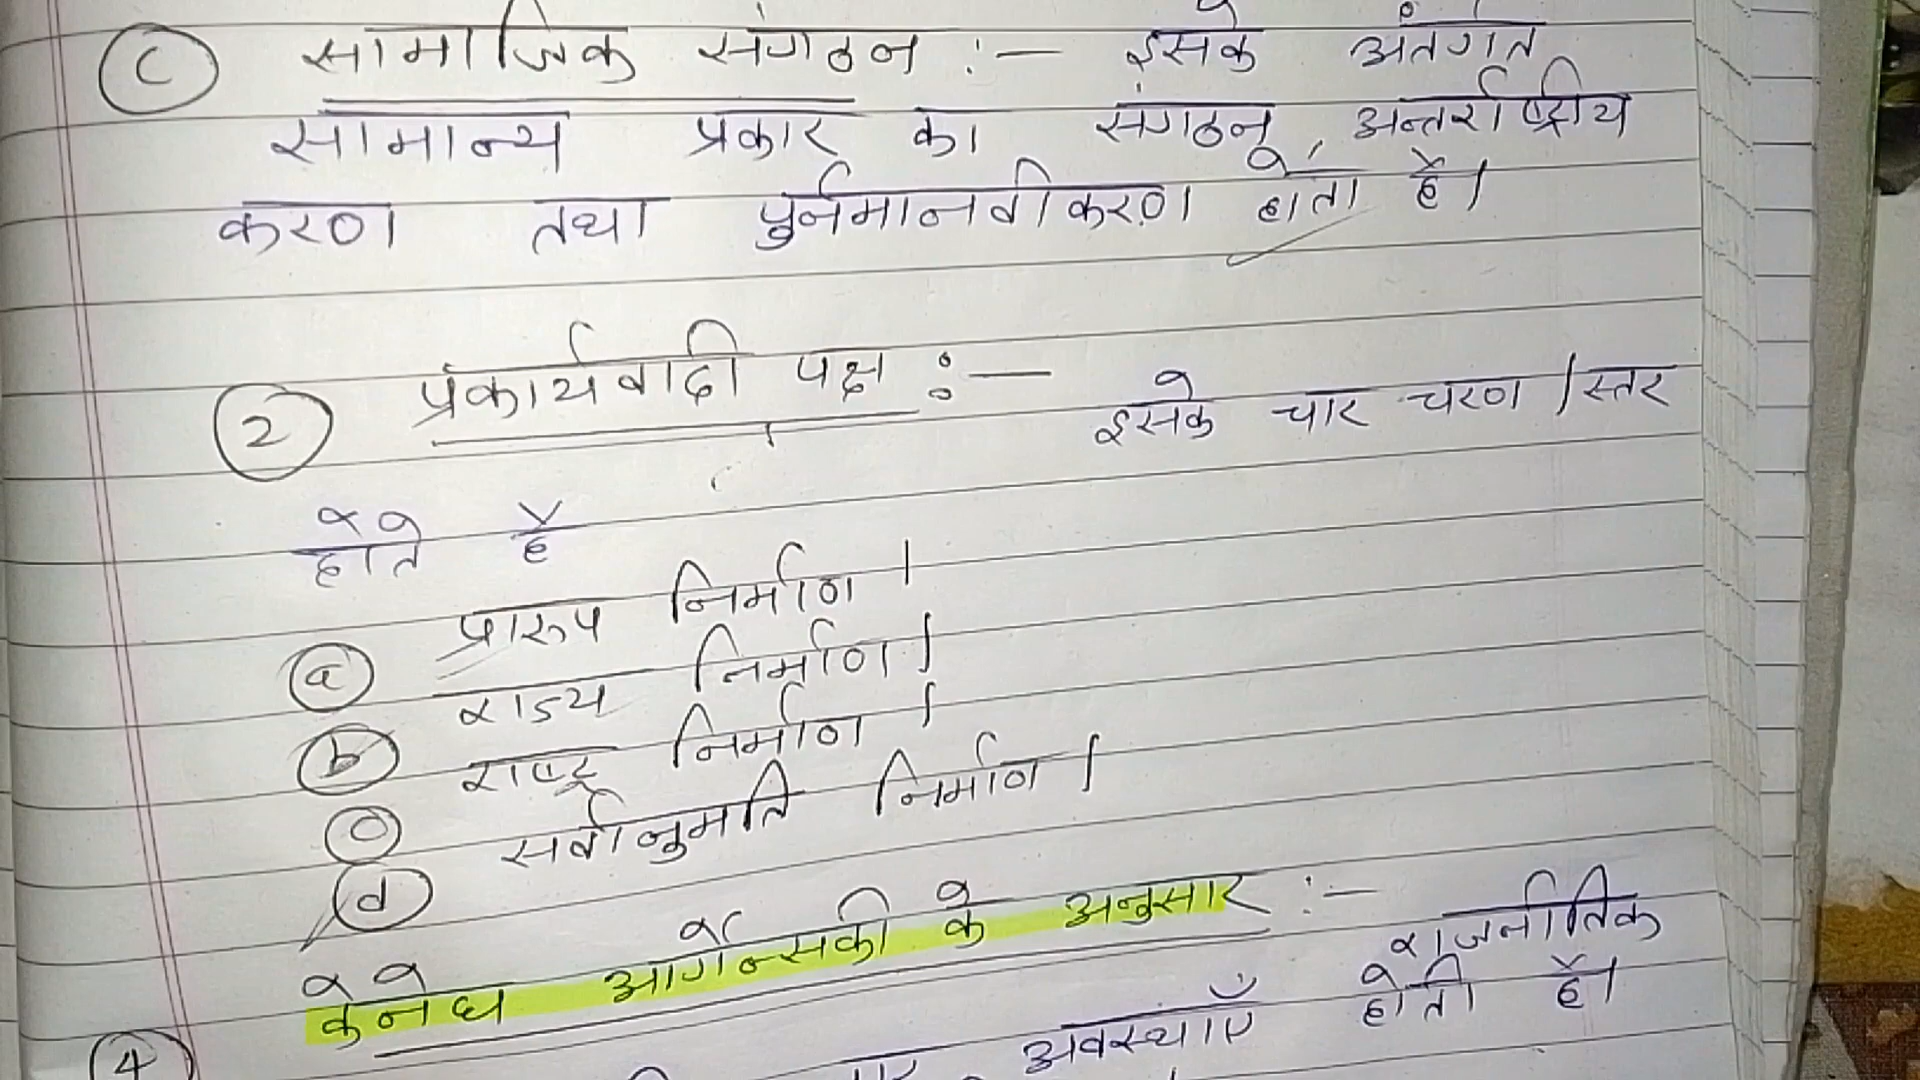 (C) सामाजिक संगठन :— इसके अंतर्गत
सामान्य प्रकार का संगठन, अन्तर्राष्ट्रीय
करण तथा पुर्नमानवीकरण होता है।
(2) प्रकार्यवादी पक्ष :— इसके चार चरण / स्तर
होते है
(a) प्रारूप निर्माण।
(b) राज्य निर्माण।
(c) राष्ट्र निर्माण।
(d) सर्वानुमति निर्माण।
(4) केनेथ आर्गेन्सकी के अनुसार :— राजनीतिक
अवस्थाएँ होती है।